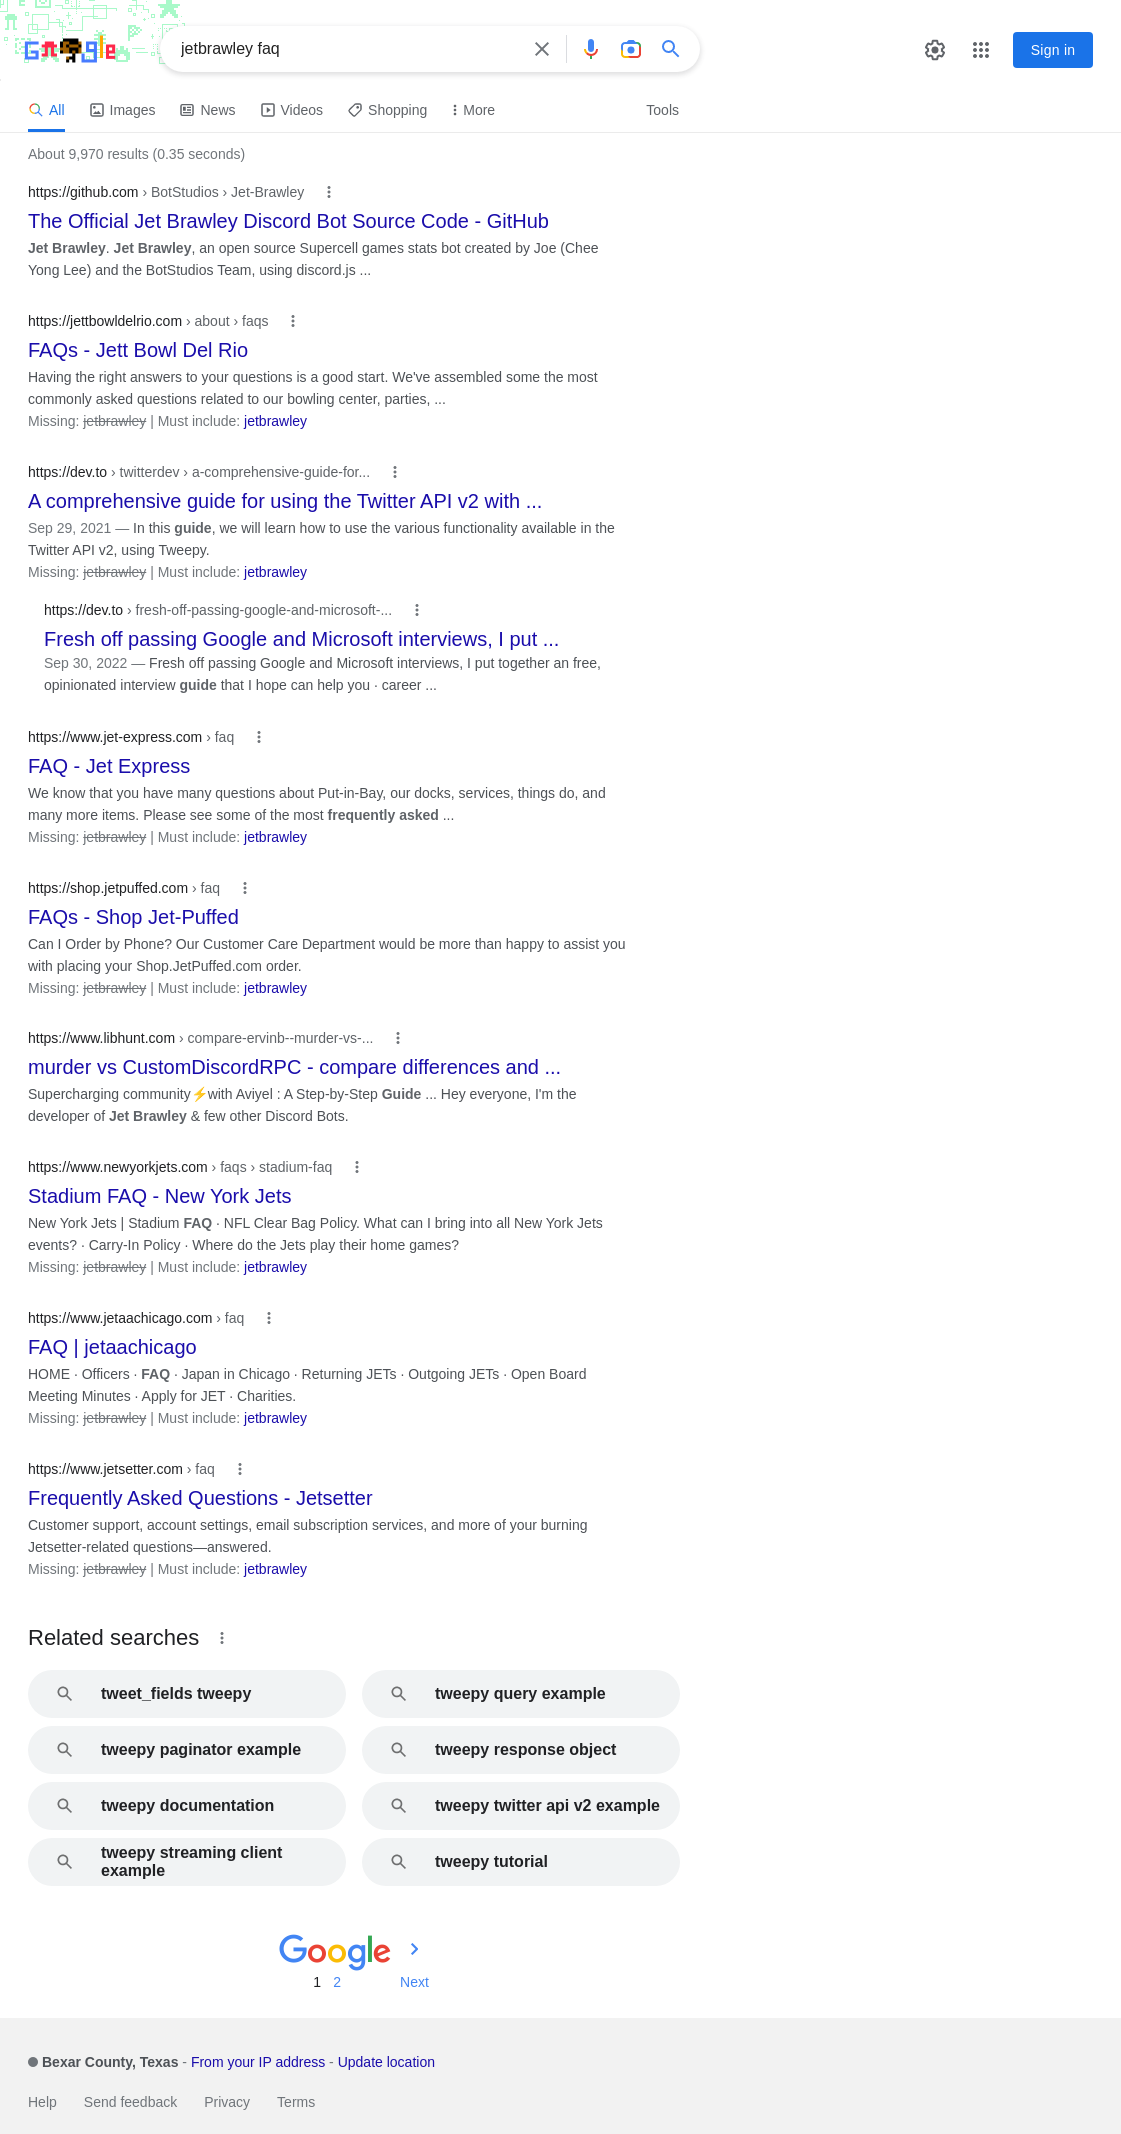 Google
jetbrawley faq
Sign in
All Images News Videos Shopping More Tools
About 9,970 results (0.35 seconds)
https://github.com › BotStudios › Jet-Brawley
The Official Jet Brawley Discord Bot Source Code - GitHub
Jet Brawley. Jet Brawley, an open source Supercell games stats bot created by Joe (Chee
Yong Lee) and the BotStudios Team, using discord.js ...
https://jettbowldelrio.com › about › faqs
FAQs - Jett Bowl Del Rio
Having the right answers to your questions is a good start. We've assembled some the most
commonly asked questions related to our bowling center, parties, ...
Missing: jetbrawley | Must include: jetbrawley
https://dev.to › twitterdev › a-comprehensive-guide-for...
A comprehensive guide for using the Twitter API v2 with ...
Sep 29, 2021 — In this guide, we will learn how to use the various functionality available in the
Twitter API v2, using Tweepy.
Missing: jetbrawley | Must include: jetbrawley
https://dev.to › fresh-off-passing-google-and-microsoft-...
Fresh off passing Google and Microsoft interviews, I put ...
Sep 30, 2022 — Fresh off passing Google and Microsoft interviews, I put together an free,
opinionated interview guide that I hope can help you · career ...
https://www.jet-express.com › faq
FAQ - Jet Express
We know that you have many questions about Put-in-Bay, our docks, services, things do, and
many more items. Please see some of the most frequently asked ...
Missing: jetbrawley | Must include: jetbrawley
https://shop.jetpuffed.com › faq
FAQs - Shop Jet-Puffed
Can I Order by Phone? Our Customer Care Department would be more than happy to assist you
with placing your Shop.JetPuffed.com order.
Missing: jetbrawley | Must include: jetbrawley
https://www.libhunt.com › compare-ervinb--murder-vs-...
murder vs CustomDiscordRPC - compare differences and ...
Supercharging community⚡with Aviyel : A Step-by-Step Guide ... Hey everyone, I'm the
developer of Jet Brawley & few other Discord Bots.
https://www.newyorkjets.com › faqs › stadium-faq
Stadium FAQ - New York Jets
New York Jets | Stadium FAQ · NFL Clear Bag Policy. What can I bring into all New York Jets
events? · Carry-In Policy · Where do the Jets play their home games?
Missing: jetbrawley | Must include: jetbrawley
https://www.jetaachicago.com › faq
FAQ | jetaachicago
HOME · Officers · FAQ · Japan in Chicago · Returning JETs · Outgoing JETs · Open Board
Meeting Minutes · Apply for JET · Charities.
Missing: jetbrawley | Must include: jetbrawley
https://www.jetsetter.com › faq
Frequently Asked Questions - Jetsetter
Customer support, account settings, email subscription services, and more of your burning
Jetsetter-related questions—answered.
Missing: jetbrawley | Must include: jetbrawley
Related searches
tweet_fields tweepy
tweepy query example
tweepy paginator example
tweepy response object
tweepy documentation
tweepy twitter api v2 example
tweepy streaming client
example
tweepy tutorial
Google
1 2 Next
Bexar County, Texas - From your IP address - Update location
Help Send feedback Privacy Terms